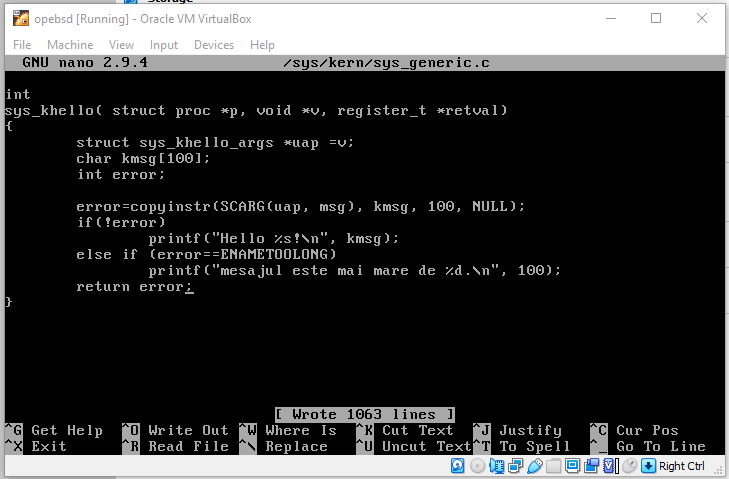 Storage
opebsd [Running] - Oracle VM VirtualBox
File Machine View Input Devices Help
GNU nano 2.9.4 /sys/kern/sys_generic.c
int
sys_khello( struct proc *p, void *v, register_t *retval)
{
struct sys_khello_args *uap =v;
char kmsg[100];
int error;
error=copyinstr(SCARG(uap, msg), kmsg, 100, NULL);
if(!error)
printf("Hello %s!\n", kmsg);
else if (error==ENAMETOOLONG)
printf("mesajul este mai mare de %d.\n", 100);
return error;
}
[ Wrote 1063 lines ]
^G Get Help ^O Write Out ^W Where Is ^K Cut Text ^J Justify ^C Cur Pos
^X Exit ^R Read File ^\ Replace ^U Uncut Text ^T To Spell ^_ Go To Line
Right Ctrl